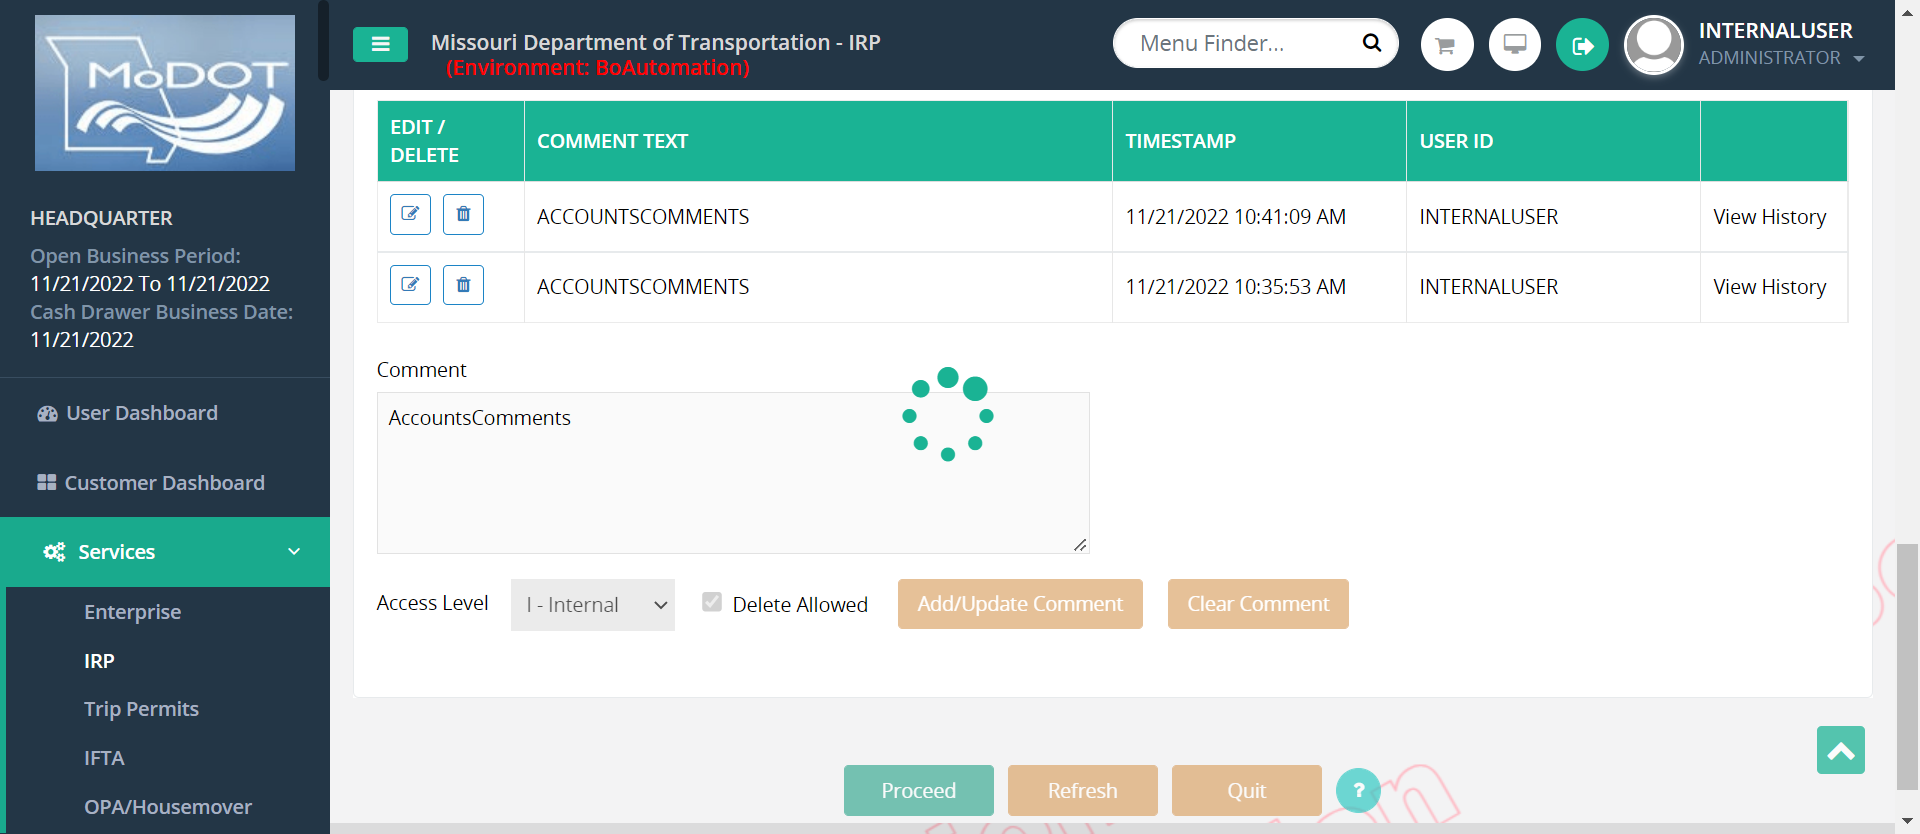 MoDOT
HEADQUARTER
Open Business Period:
11/21/2022 To 11/21/2022
Cash Drawer Business Date:
11/21/2022
User Dashboard
Customer Dashboard
Services
Enterprise
IRP
Trip Permits
IFTA
OPA/Housemover
Missouri Department of Transportation - IRP
(Environment: BoAutomation)
Menu Finder...
INTERNALUSER
ADMINISTRATOR
EDIT / DELETE COMMENT TEXT TIMESTAMP USER ID
ACCOUNTSCOMMENTS 11/21/2022 10:41:09 AM INTERNALUSER View History
ACCOUNTSCOMMENTS 11/21/2022 10:35:53 AM INTERNALUSER View History
Comment
AccountsComments
Access Level I - Internal Delete Allowed Add/Update Comment Clear Comment
Proceed Refresh Quit ?